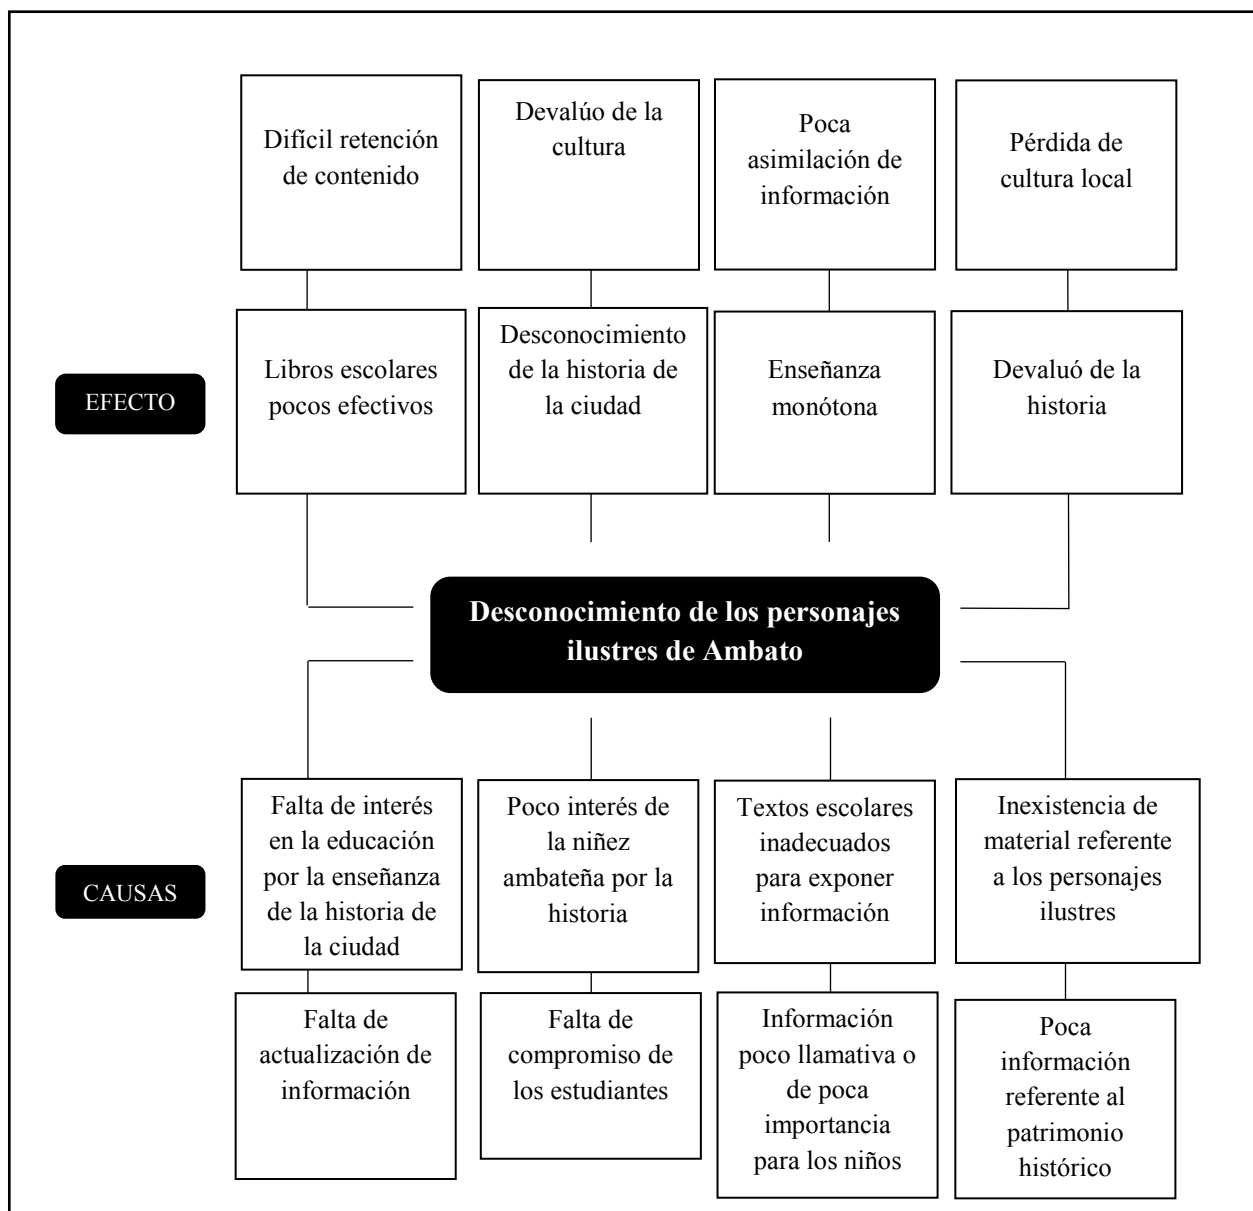 Difícil retención
de contenido
Devalúo de la
cultura
Poca
asimilación de
información
Pérdida de
cultura local
EFECTO
Libros escolares
pocos efectivos
Desconocimiento
de la historia de
la ciudad
Enseñanza
monótona
Devaluó de la
historia
Desconocimiento de los personajes
ilustres de Ambato
CAUSAS
Falta de interés
en la educación
por la enseñanza
de la historia de
la ciudad
Poco interés de
la niñez
ambateña por la
historia
Textos escolares
inadecuados
para exponer
información
Inexistencia de
material referente
a los personajes
ilustres
Falta de
actualización de
información
Falta de
compromiso de
los estudiantes
Información
poco llamativa o
de poca
importancia
para los niños
Poca
información
referente al
patrimonio
histórico